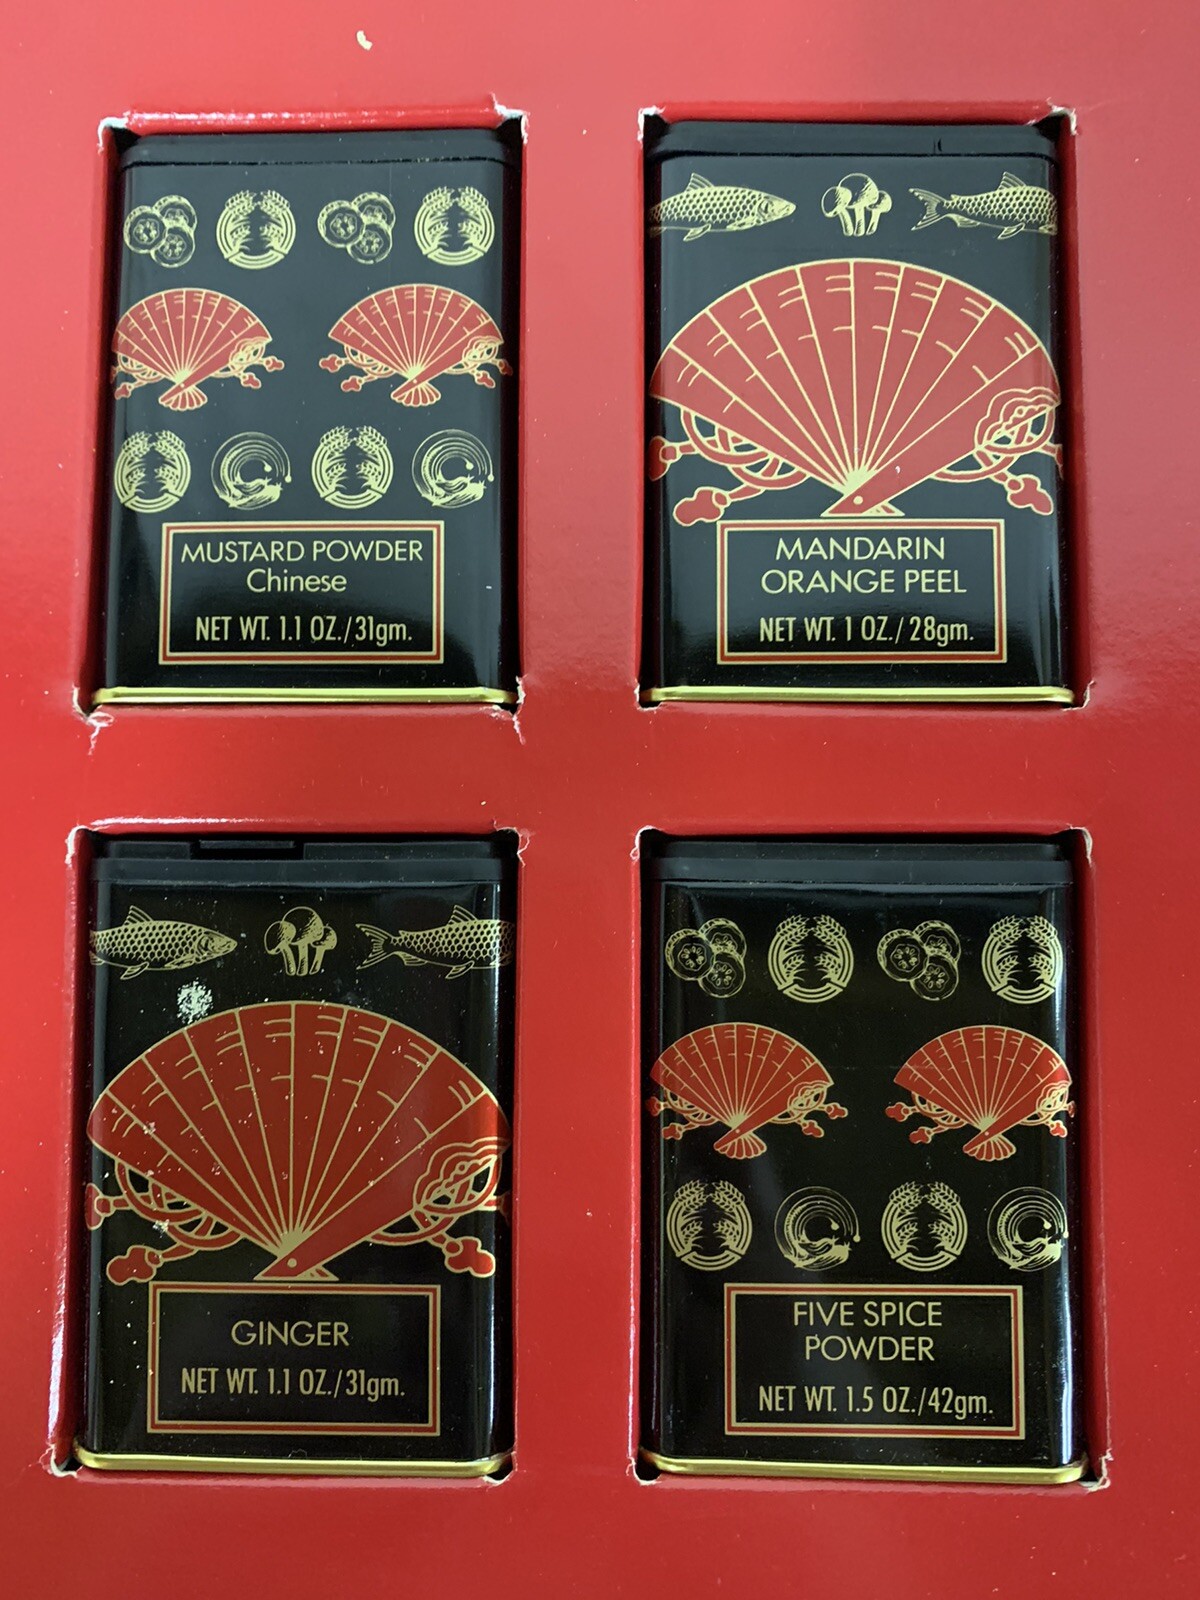 MUSTARD POWDER
Chinese
NET WT. 1.1 OZ./31gm.
MANDARIN
ORANGE PEEL
NET WT. 1 OZ./28gm.
GINGER
NET WT. 1.1 OZ./31gm.
FIVE SPICE
POWDER
NET WT. 1.5 OZ./42gm.